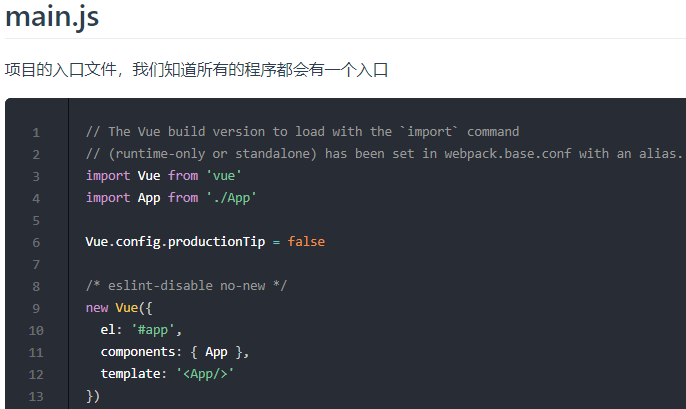 main.js
项目的入口文件，我们知道所有的程序都会有一个入口
1 // The Vue build version to load with the `import` command
2 // (runtime-only or standalone) has been set in webpack.base.conf with an alias.
3 import Vue from 'vue'
4 import App from './App'
5
6 Vue.config.productionTip = false
7
8 /* eslint-disable no-new */
9 new Vue({
10   el: '#app',
11   components: { App },
12   template: '<App/>'
13 })